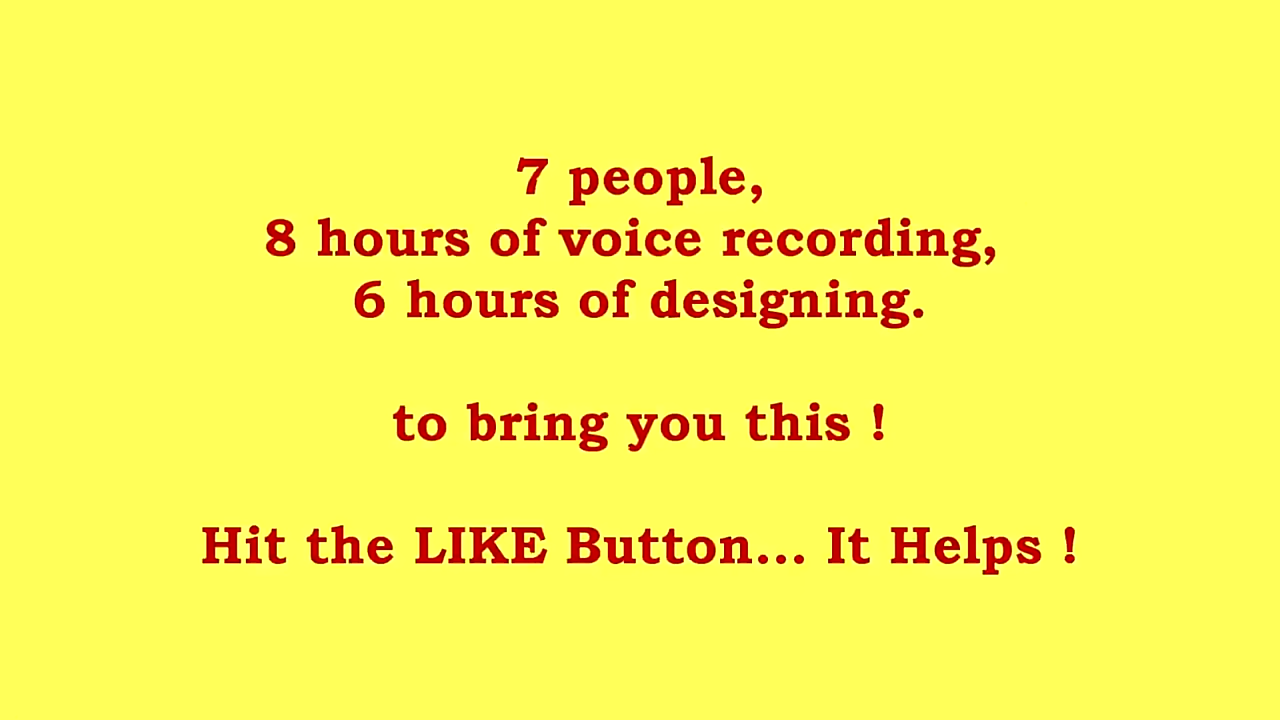 7 people,
8 hours of voice recording,
6 hours of designing.
to bring you this !
Hit the LIKE Button... It Helps !